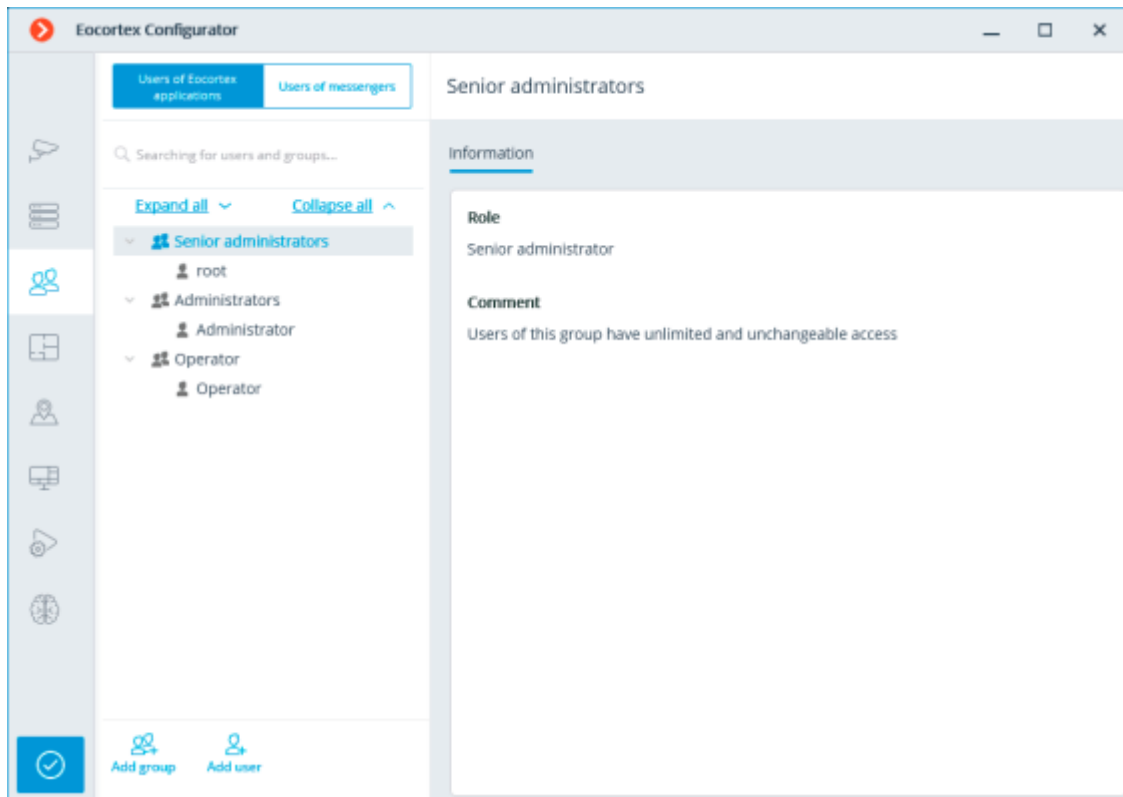 Eocortex Configurator
Users of Eocortex
applications
Users of messengers
Senior administrators
Searching for users and groups...
Information
Expand all
Collapse all
Senior administrators
root
Administrators
Administrator
Operator
Operator
Role
Senior administrator
Comment
Users of this group have unlimited and unchangeable access
Add group
Add user